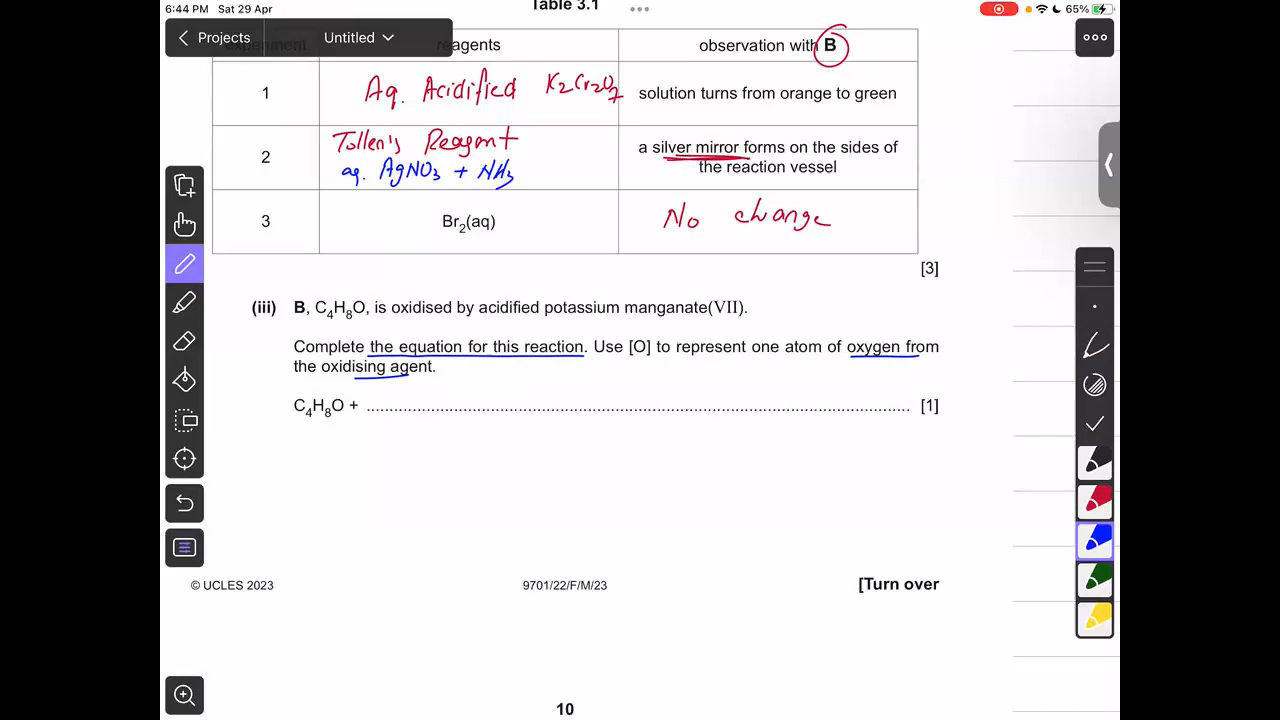 6:44 PM Sat 29 Apr
65%
Table 3.1
Projects
Untitled
experiment reagents observation with B
1 Aq. Acidified K2Cr2O7 solution turns from orange to green
2 Tollen's Reagent
aq. AgNO3 + NH3
a silver mirror forms on the sides of
the reaction vessel
3 Br2(aq) No change
[3]
(iii) B, C4H8O, is oxidised by acidified potassium manganate(VII).
Complete the equation for this reaction. Use [O] to represent one atom of oxygen from
the oxidising agent.
C4H8O + .......................................................................................................................... [1]
© UCLES 2023 9701/22/F/M/23 [Turn over
10